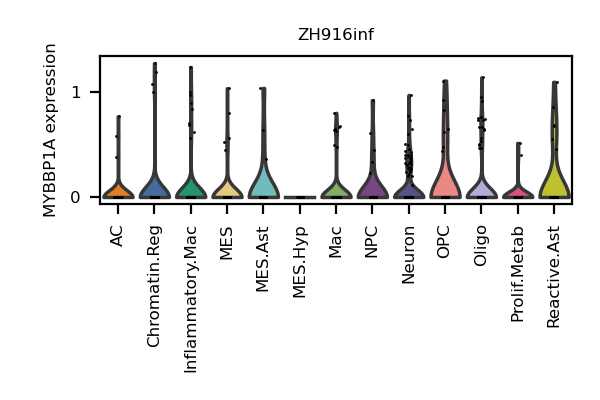 ZH916inf
MYBBP1A expression
1
0
AC
Chromatin.Reg
Inflammatory.Mac
MES
MES.Ast
MES.Hyp
Mac
NPC
Neuron
OPC
Oligo
Prolif.Metab
Reactive.Ast